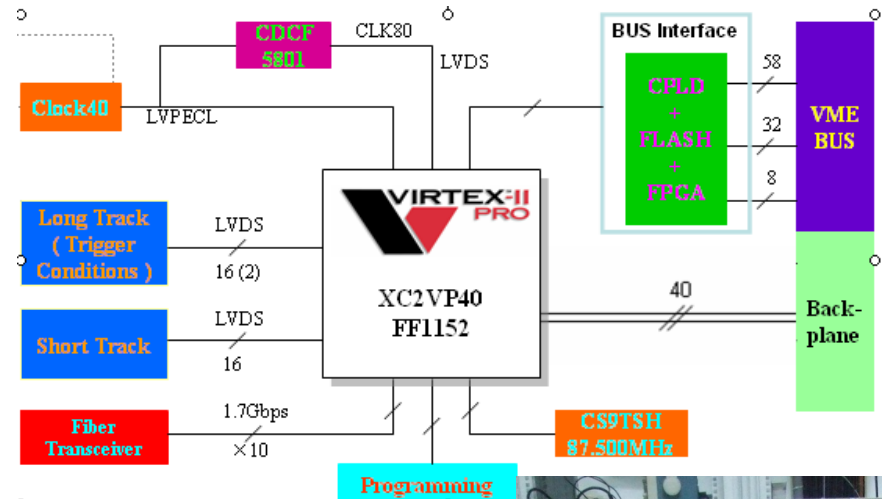 CDCF
5801
CLK80
LVDS
Clock40
LVPECL
BUS Interface
CPLD
+
FLASH
+
FPCA
58
32
8
VME
BUS
Long Track
( Trigger
Conditions )
LVDS
16 (2)
VIRTEX-II
PRO
XC2VP40
FF1152
40
Back-
plane
Short Track
LVDS
16
Fiber
Transceiver
1.7Gbps
×10
CS9TSH
87.500MHz
Programming